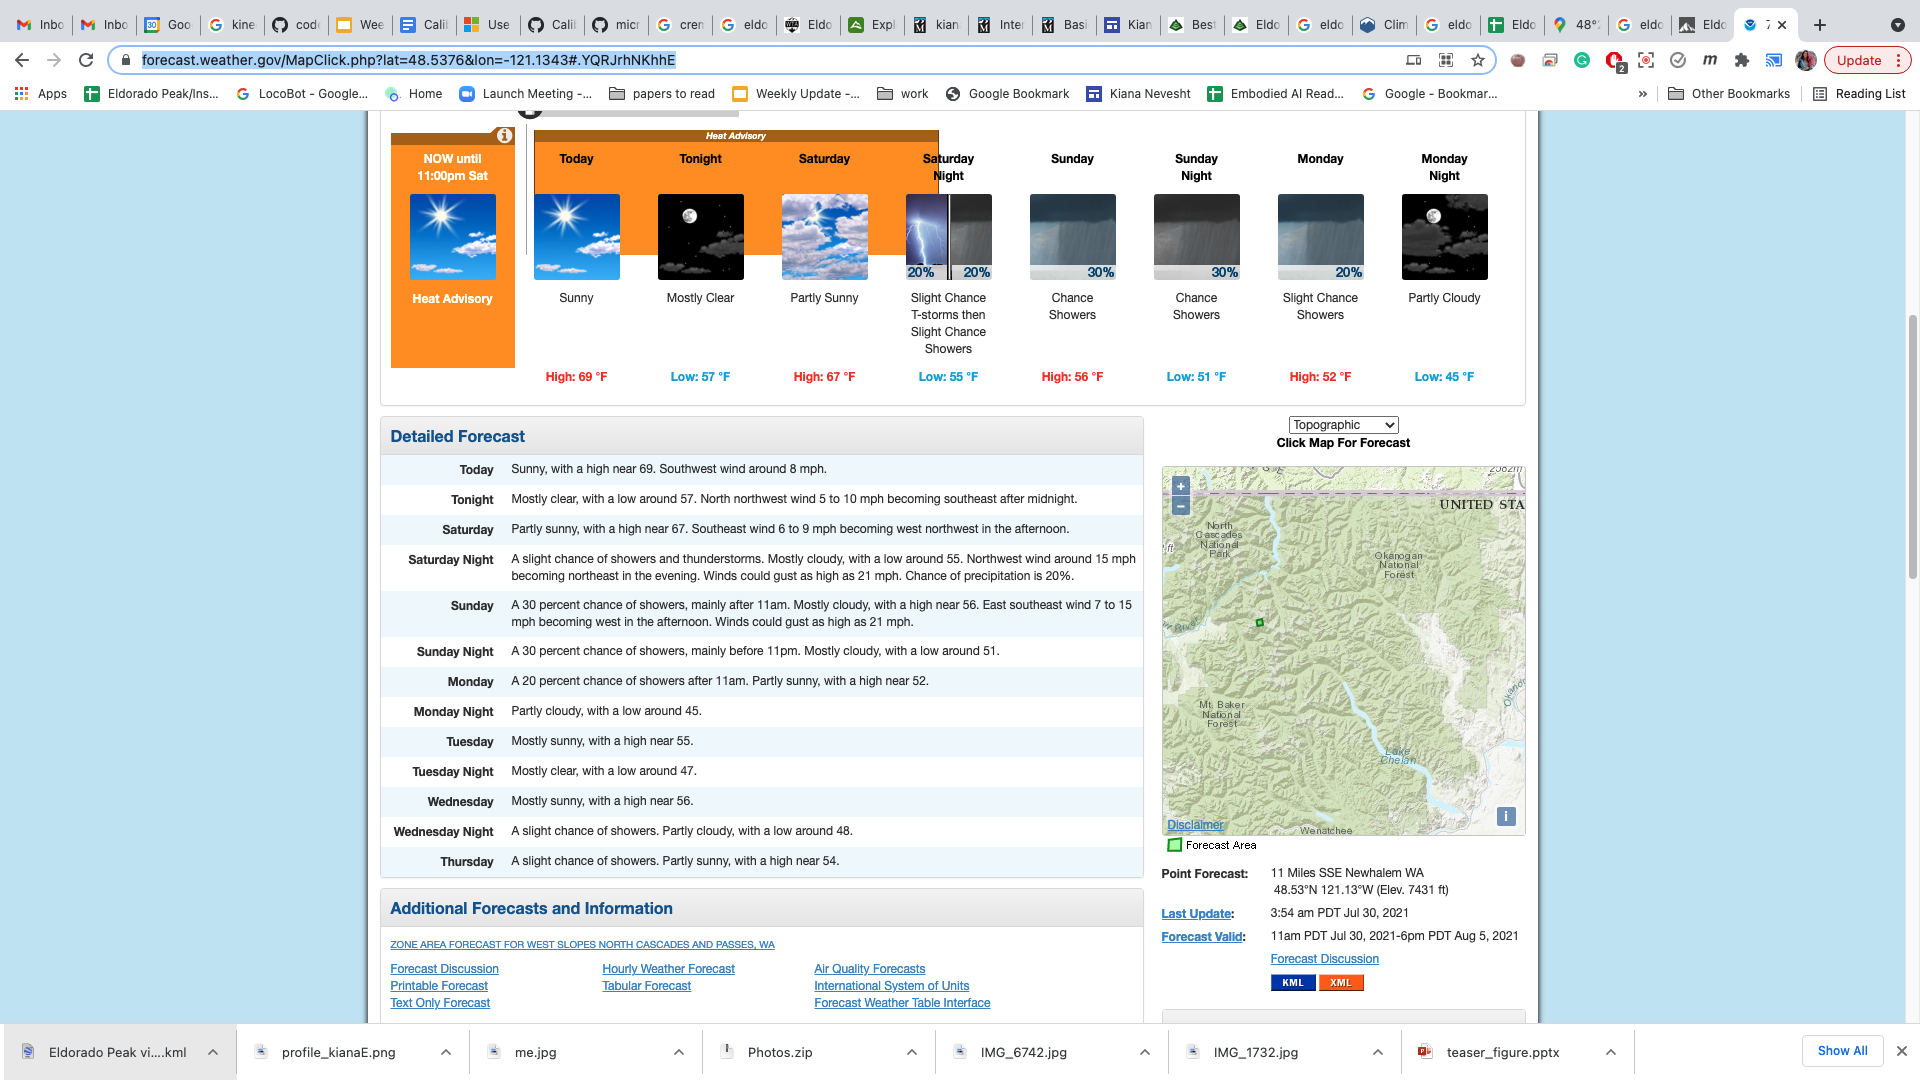 Inbo
Inbo
30
Goo
kine
code
Wee
Calil
Use
Calil
micr
crem
eldo
Eldo
Expl
kian
Inter
Basi
Kian
Best
Eldo
eldo
Clim
eldo
Eldo
48°
eldo
Eldo
7
forecast.weather.gov/MapClick.php?lat=48.5376&lon=-121.1343#.YQRJrhNKhhE
2
m
Update
Apps
Eldorado Peak/Ins...
LocoBot - Google...
Home
Launch Meeting -...
papers to read
Weekly Update -...
work
Google Bookmark
Kiana Nevesht
Embodied AI Read...
Google - Bookmar...
»
Other Bookmarks
Reading List
Heat Advisory
NOW until
11:00pm Sat
Heat Advisory
Today
Sunny
High: 69 °F
Tonight
Mostly Clear
Low: 57 °F
Saturday
Partly Sunny
High: 67 °F
Saturday
Night
20% 20%
Slight Chance
T-storms then
Slight Chance
Showers
Low: 55 °F
Sunday
30%
Chance
Showers
High: 56 °F
Sunday
Night
30%
Chance
Showers
Low: 51 °F
Monday
20%
Slight Chance
Showers
High: 52 °F
Monday
Night
Partly Cloudy
Low: 45 °F
Detailed Forecast
Today Sunny, with a high near 69. Southwest wind around 8 mph.
Tonight Mostly clear, with a low around 57. North northwest wind 5 to 10 mph becoming southeast after midnight.
Saturday Partly sunny, with a high near 67. Southeast wind 6 to 9 mph becoming west northwest in the afternoon.
Saturday Night A slight chance of showers and thunderstorms. Mostly cloudy, with a low around 55. Northwest wind around 15 mph
becoming northeast in the evening. Winds could gust as high as 21 mph. Chance of precipitation is 20%.
Sunday A 30 percent chance of showers, mainly after 11am. Mostly cloudy, with a high near 56. East southeast wind 7 to 15
mph becoming west in the afternoon. Winds could gust as high as 21 mph.
Sunday Night A 30 percent chance of showers, mainly before 11pm. Mostly cloudy, with a low around 51.
Monday A 20 percent chance of showers after 11am. Partly sunny, with a high near 52.
Monday Night Partly cloudy, with a low around 45.
Tuesday Mostly sunny, with a high near 55.
Tuesday Night Mostly clear, with a low around 47.
Wednesday Mostly sunny, with a high near 56.
Wednesday Night A slight chance of showers. Partly cloudy, with a low around 48.
Thursday A slight chance of showers. Partly sunny, with a high near 54.
Additional Forecasts and Information
ZONE AREA FORECAST FOR WEST SLOPES NORTH CASCADES AND PASSES, WA
Forecast Discussion
Printable Forecast
Text Only Forecast
Hourly Weather Forecast
Tabular Forecast
Air Quality Forecasts
International System of Units
Forecast Weather Table Interface
Topographic
Click Map For Forecast
2582m
UNITED STA
+
−
North
Cascades
National
Park
Okanogan
National
Forest
River
Mt. Baker
National
Forest
Lake
Chelan
Wenatchee
i
Disclaimer
Forecast Area
Point Forecast: 11 Miles SSE Newhalem WA
48.53°N 121.13°W (Elev. 7431 ft)
Last Update: 3:54 am PDT Jul 30, 2021
Forecast Valid: 11am PDT Jul 30, 2021-6pm PDT Aug 5, 2021
Forecast Discussion
KML XML
Eldorado Peak vi....kml
profile_kianaE.png
me.jpg
Photos.zip
IMG_6742.jpg
IMG_1732.jpg
teaser_figure.pptx
Show All